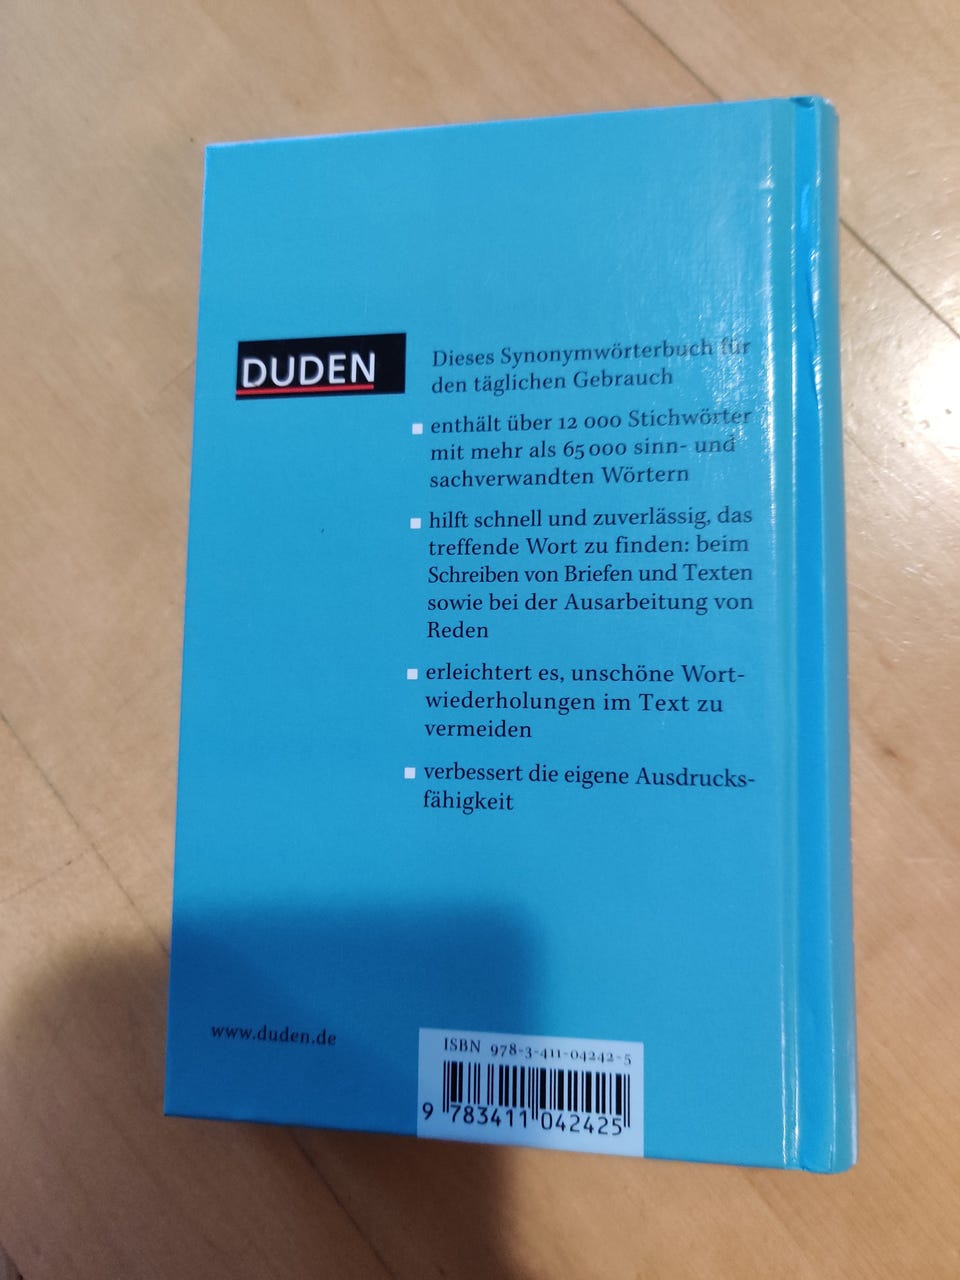 DUDEN
Dieses Synonymwörterbuch für
den täglichen Gebrauch
enthält über 12 000 Stichwörter
mit mehr als 65 000 sinn- und
sachverwandten Wörtern
hilft schnell und zuverlässig, das
treffende Wort zu finden: beim
Schreiben von Briefen und Texten
sowie bei der Ausarbeitung von
Reden
erleichtert es, unschöne Wort-
wiederholungen im Text zu
vermeiden
verbessert die eigene Ausdrucks-
fähigkeit
www.duden.de
ISBN 978-3-411-04242-5
9 783411 042425